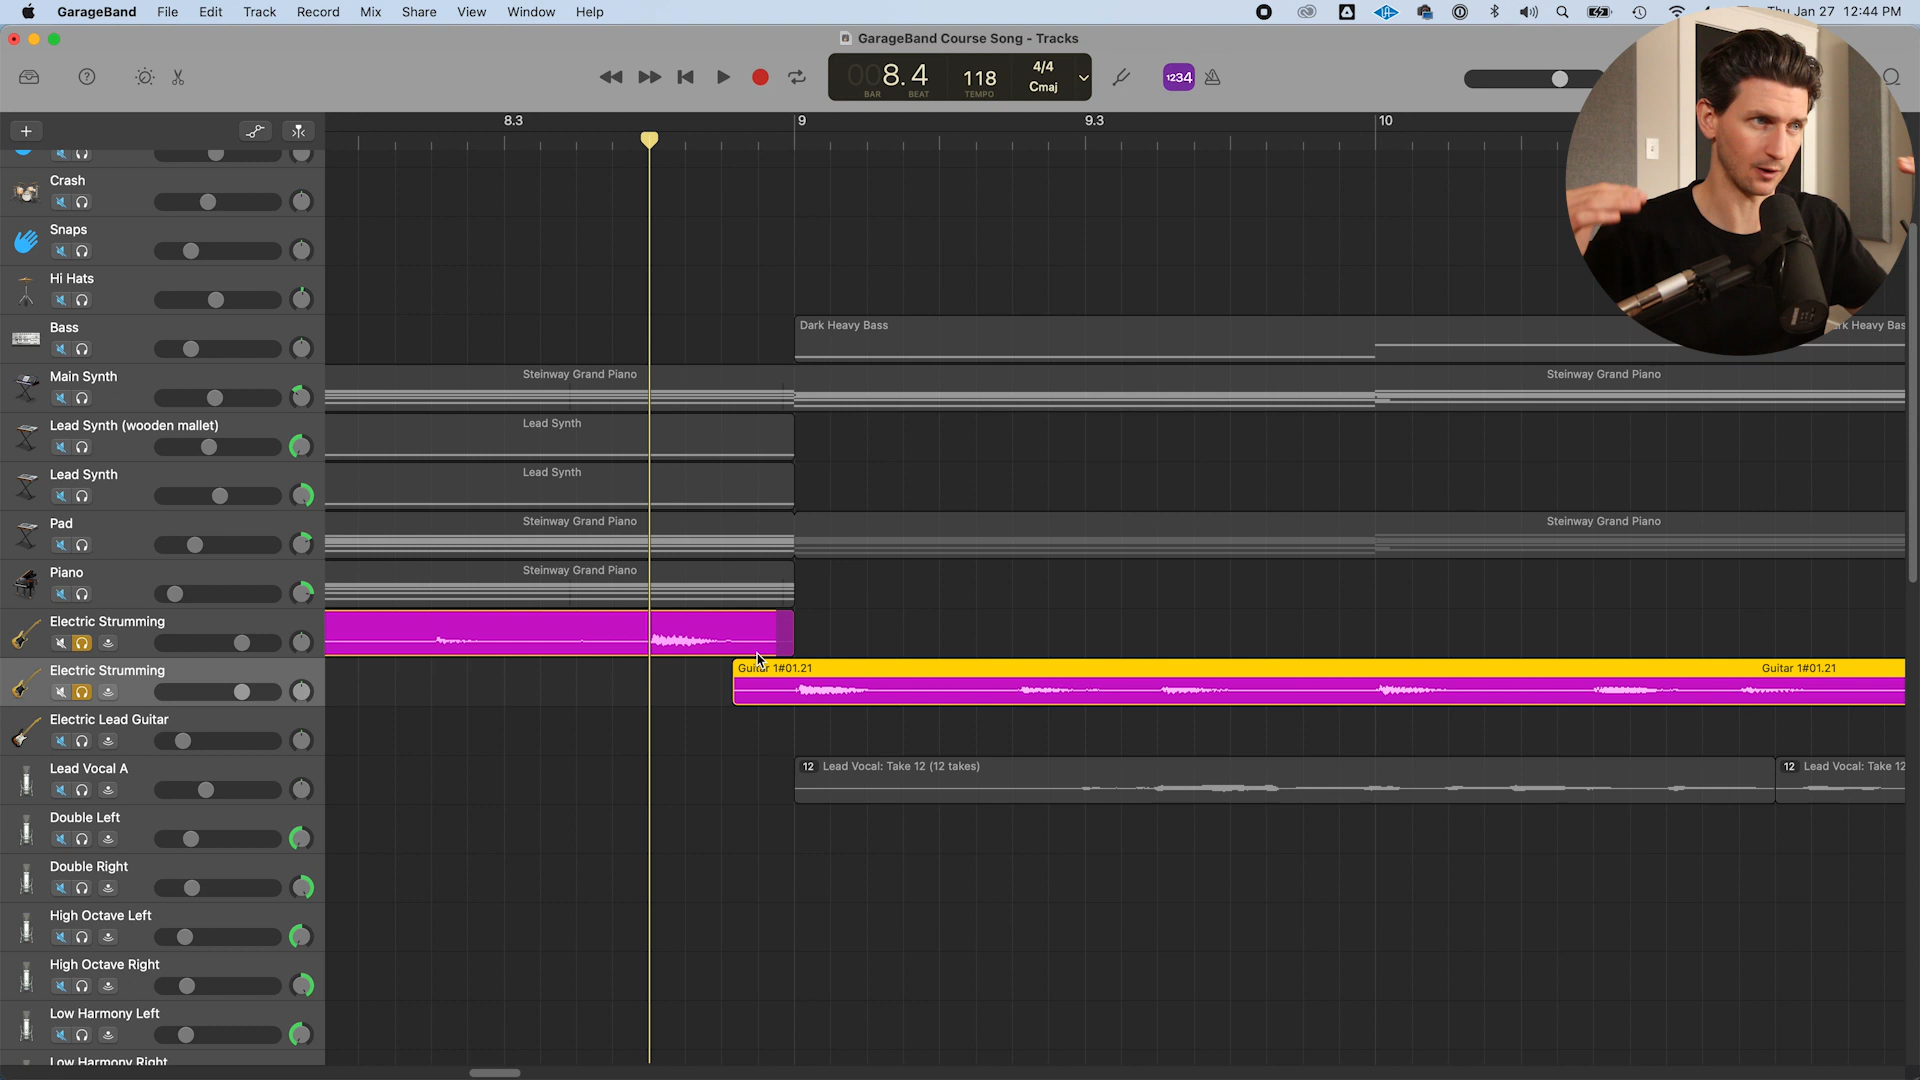 GarageBand File Edit Track Record Mix Share View Window Help
Thu Jan 27 12:44 PM
GarageBand Course Song - Tracks
008.4
BAR BEAT
118
TEMPO
4/4
Cmaj
1234
8.3 9 9.3 10
Crash
Snaps
Hi Hats
Bass
Dark Heavy Bass
Main Synth
Steinway Grand Piano
Steinway Grand Piano
Lead Synth (wooden mallet)
Lead Synth
Lead Synth
Lead Synth
Pad
Steinway Grand Piano
Steinway Grand Piano
Piano
Steinway Grand Piano
Electric Strumming
Electric Strumming
Guitar 1#01.21
Guitar 1#01.21
Electric Lead Guitar
Lead Vocal A
12 Lead Vocal: Take 12 (12 takes)
12 Lead Vocal: Take 12
Double Left
Double Right
High Octave Left
High Octave Right
Low Harmony Left
Low Harmony Right